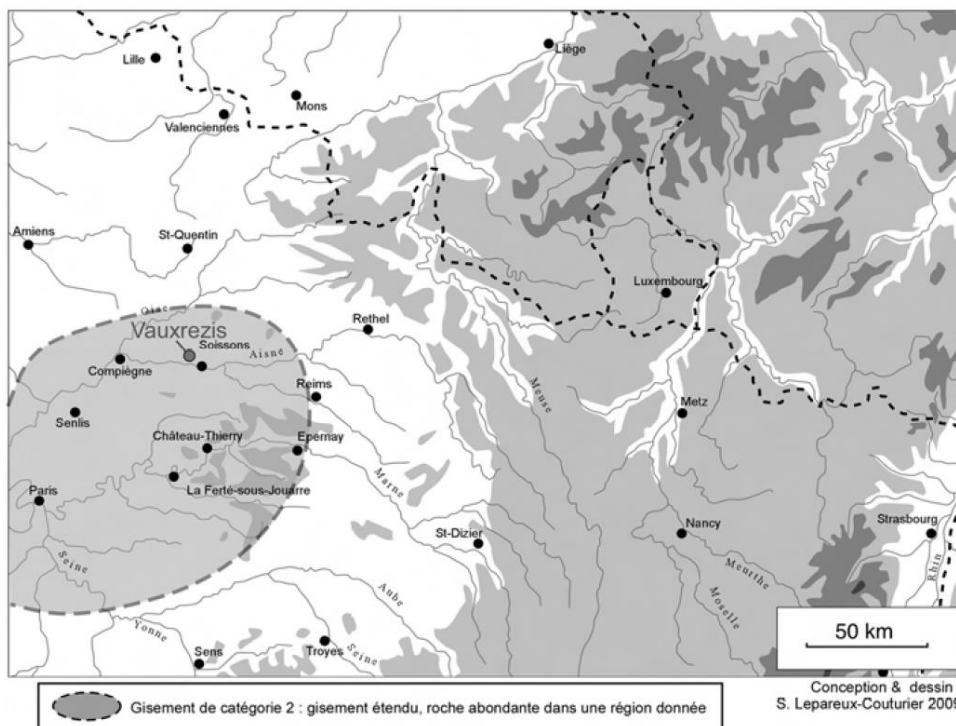 Liège
Lille
Mons
Valenciennes
Amiens
St-Quentin
Luxembourg
Oise
Rethel
Vauxrezis
Soissons
Aisne
Compiègne
Reims
Meuse
Metz
Senlis
Château-Thierry
Epernay
La Ferté-sous-Jouarre
Marne
Paris
St-Dizier
Nancy
Strasbourg
Seine
Meurthe
Rhin
Aube
Moselle
Yonne
Sens
Troyes
Seine
50 km
Gisement de catégorie 2 : gisement étendu, roche abondante dans une région donnée
Conception & dessin
S. Lepareux-Couturier 2009